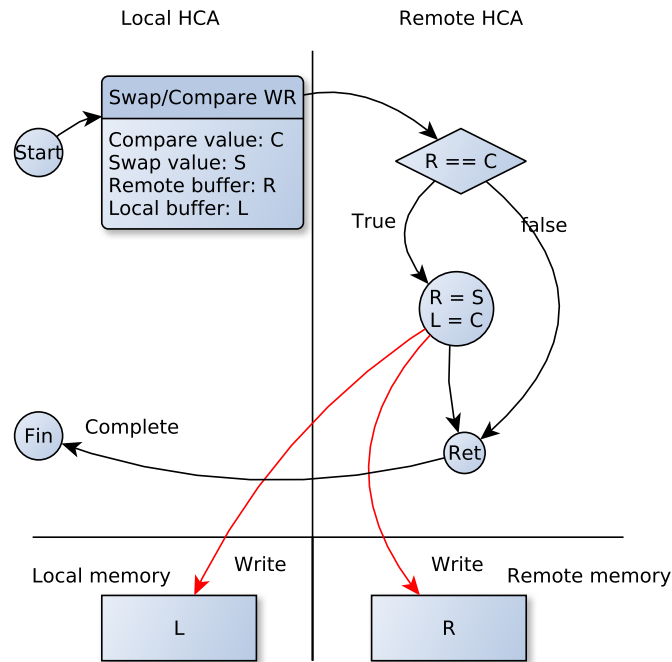 Local HCA
Remote HCA
Swap/Compare WR
Start
Compare value: C
Swap value: S
Remote buffer: R
Local buffer: L
R == C
True
false
R = S
L = C
Fin
Complete
Ret
Write
Write
Local memory
Remote memory
L
R